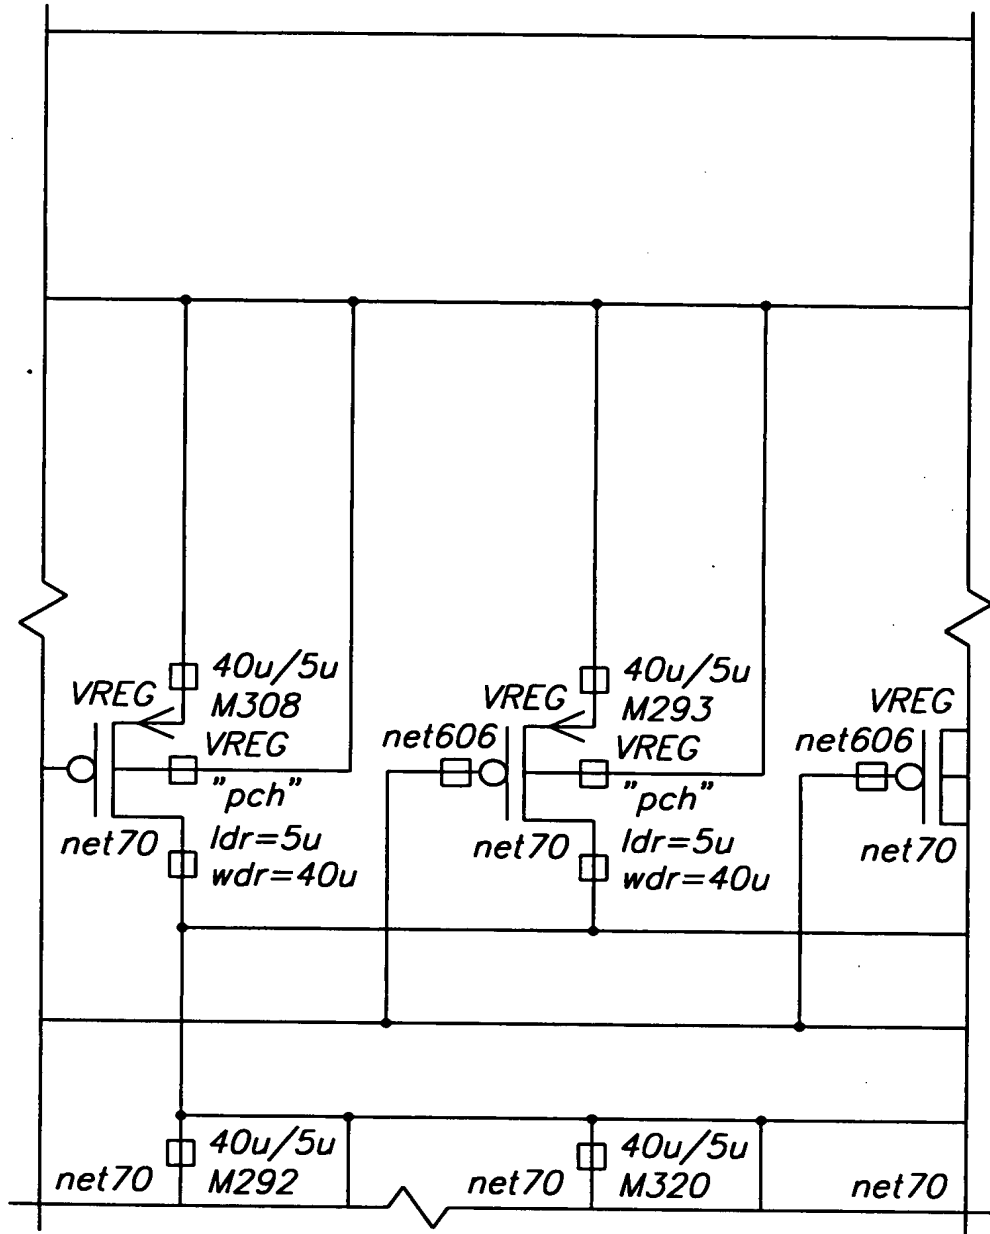 40u/5u
M308
VREG
VREG
"pch"
net70
ldr=5u
wdr=40u
40u/5u
M293
VREG
net606
VREG
"pch"
net70
ldr=5u
wdr=40u
VREG
net606
net70
40u/5u
M292
net70
40u/5u
M320
net70
net70